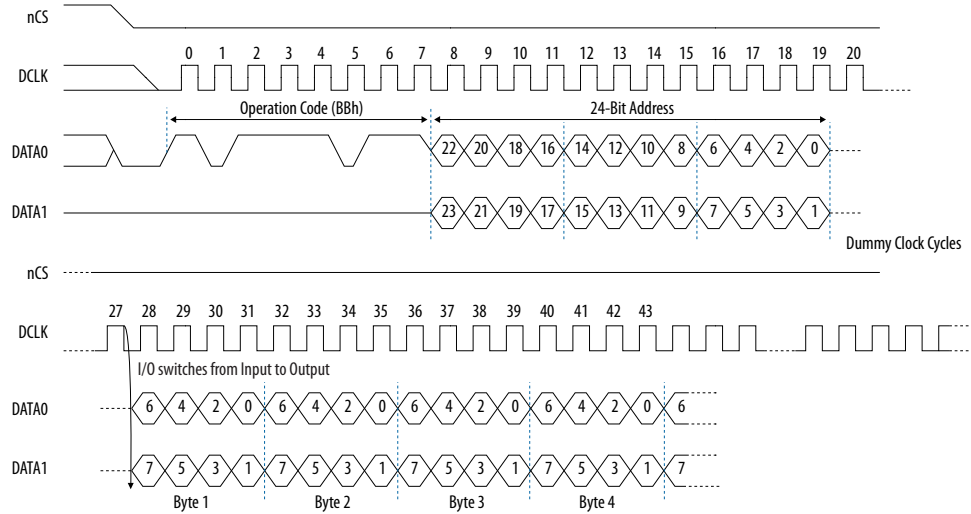 nCS
0 1 2 3 4 5 6 7 8 9 10 11 12 13 14 15 16 17 18 19 20
DCLK
Operation Code (BBh) 24-Bit Address
DATA0 22 20 18 16 14 12 10 8 6 4 2 0
DATA1 23 21 19 17 15 13 11 9 7 5 3 1
Dummy Clock Cycles
nCS
27 28 29 30 31 32 33 34 35 36 37 38 39 40 41 42 43
DCLK
I/O switches from Input to Output
DATA0 6 4 2 0 6 4 2 0 6 4 2 0 6 4 2 0 6
DATA1 7 5 3 1 7 5 3 1 7 5 3 1 7 5 3 1 7
Byte 1 Byte 2 Byte 3 Byte 4